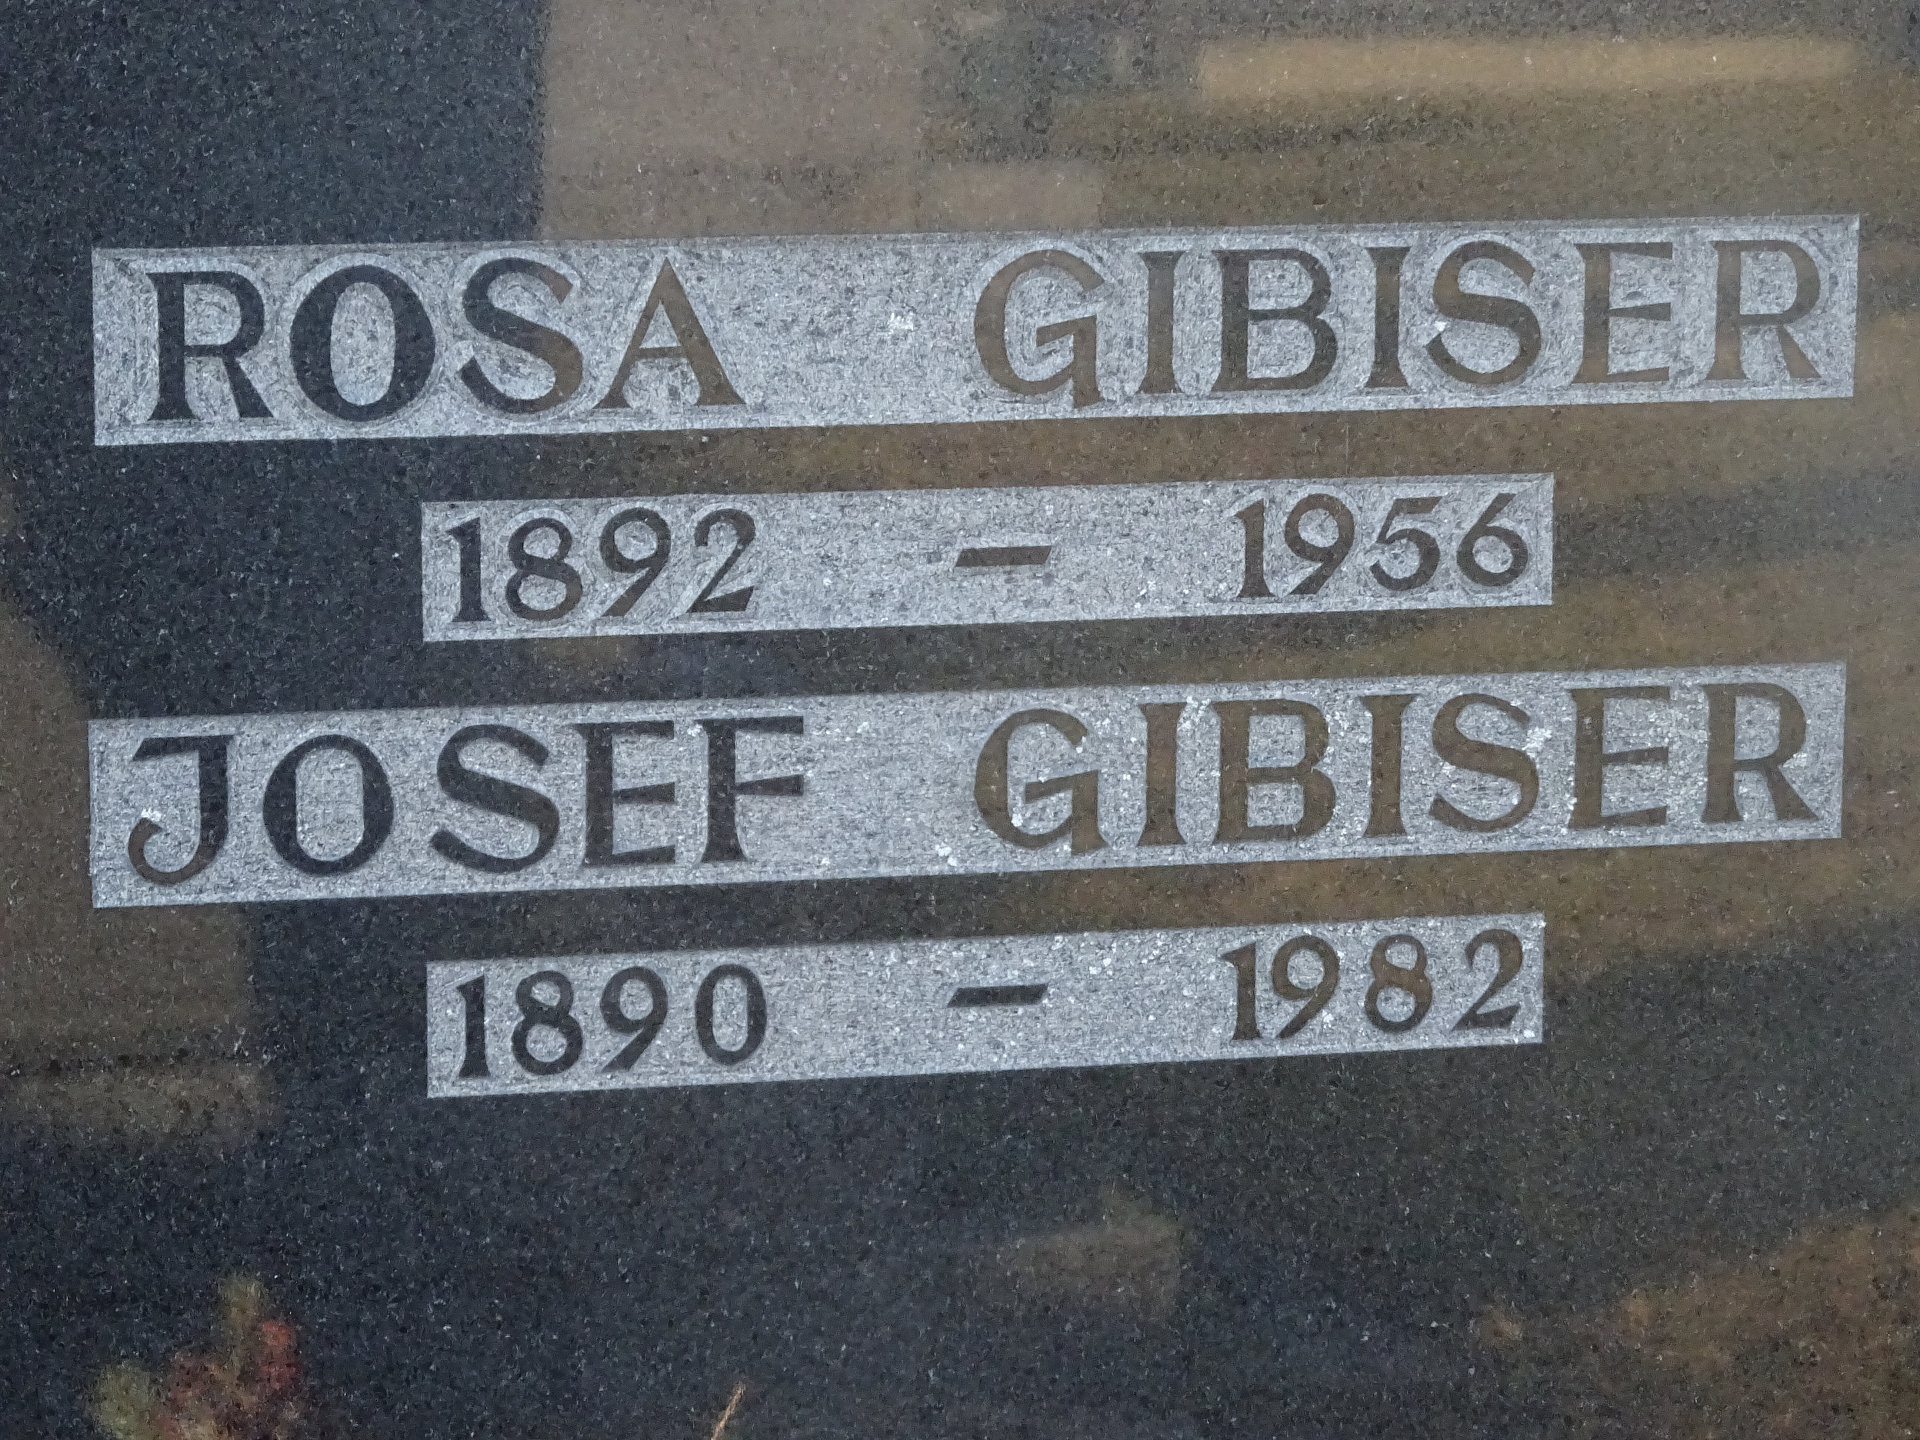 ROSA GIBISER
1892 – 1956
JOSEF GIBISER
1890 – 1982